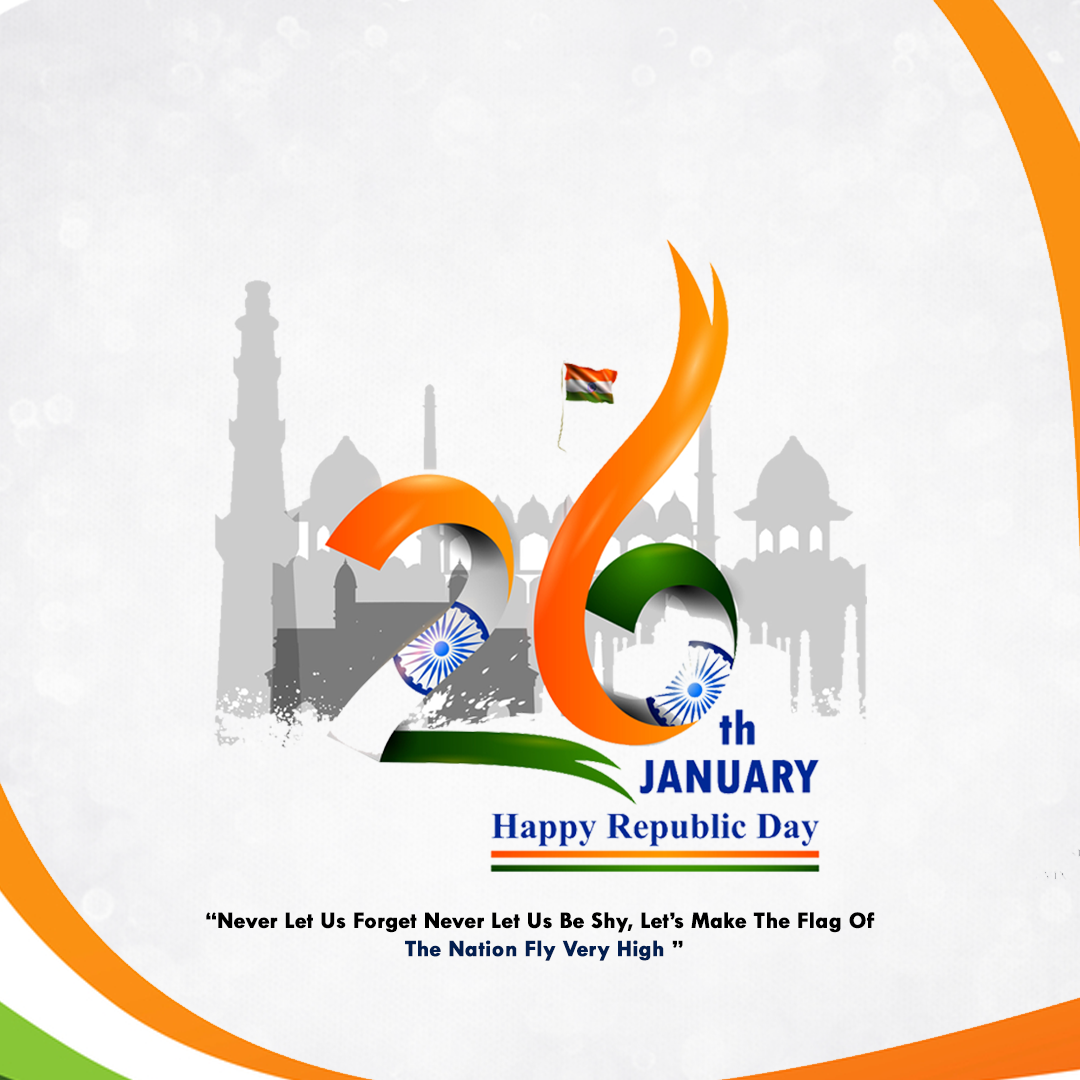 26th
JANUARY
Happy Republic Day
“Never Let Us Forget Never Let Us Be Shy, Let’s Make The Flag Of
The Nation Fly Very High ”